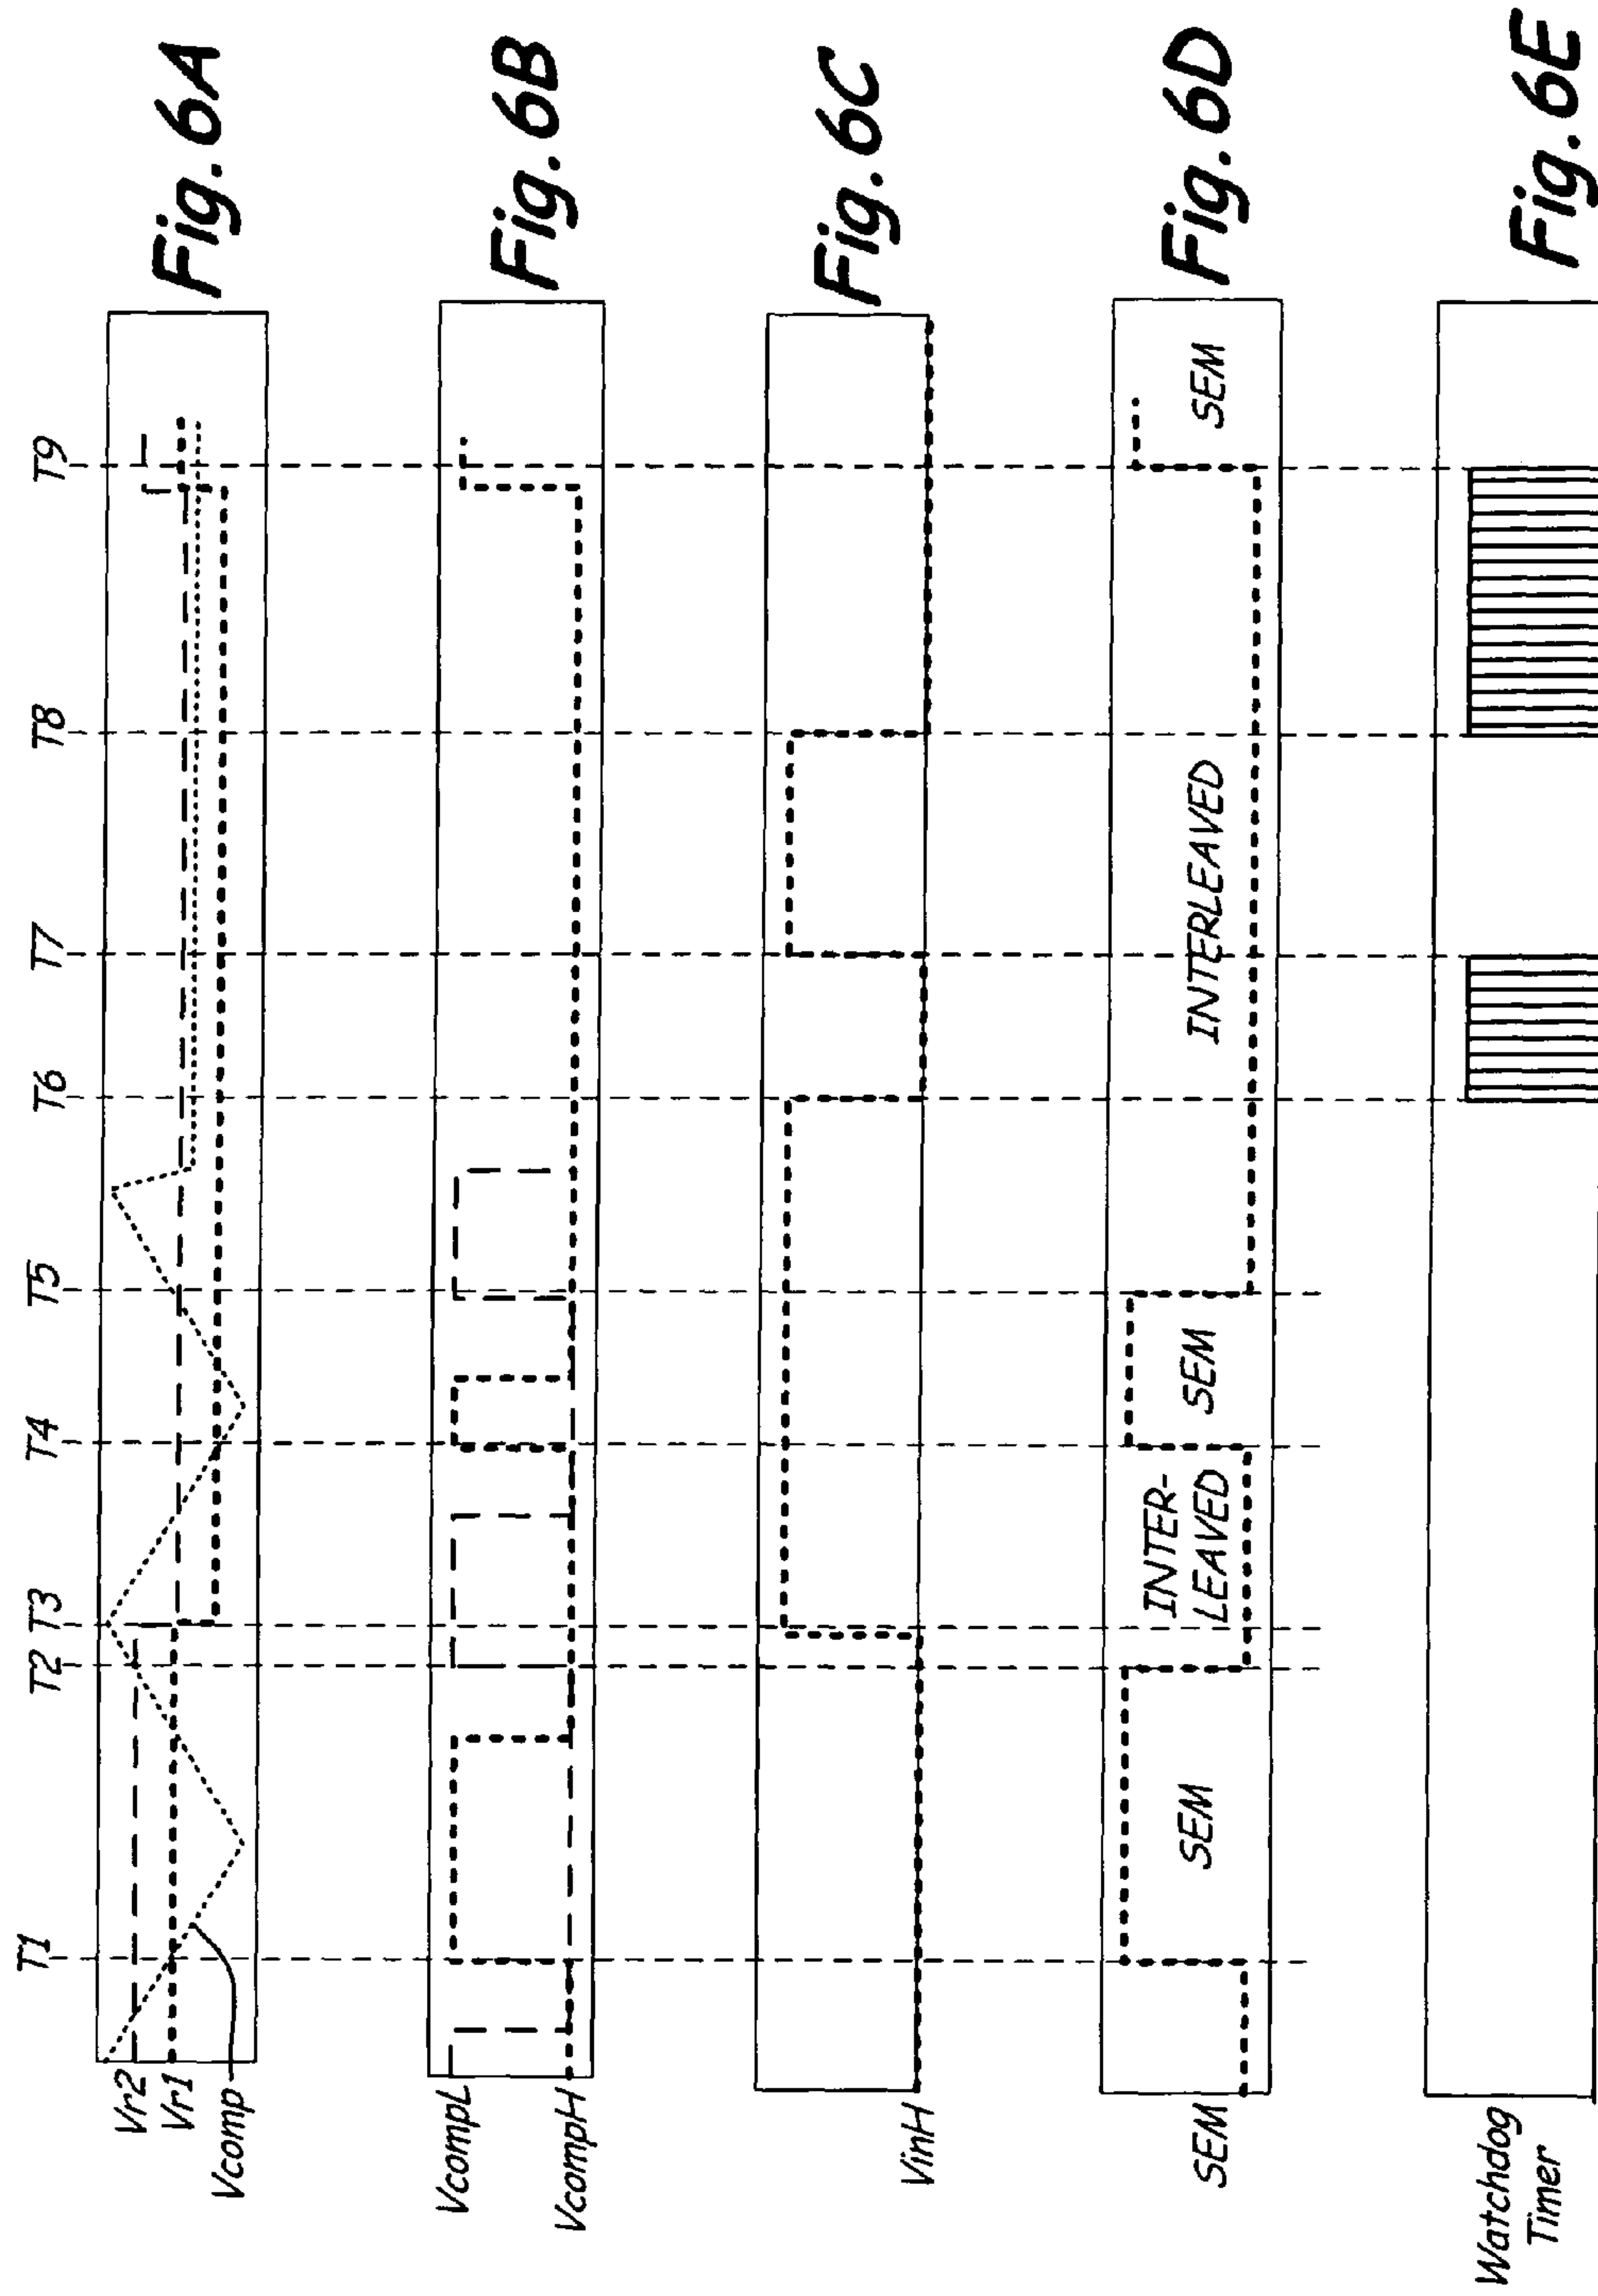 T1
T2
T3
T4
T5
T6
T7
T8
T9
Vr2
Vr1
Vcomp
Fig. 6A
VcompL
VcompH
Fig. 6B
VinH
Fig. 6C
SEM
SEM
INTER-
LEAVED
SEM
INTERLEAVED
SEM
Fig. 6D
Watchdog
Timer
Fig. 6E